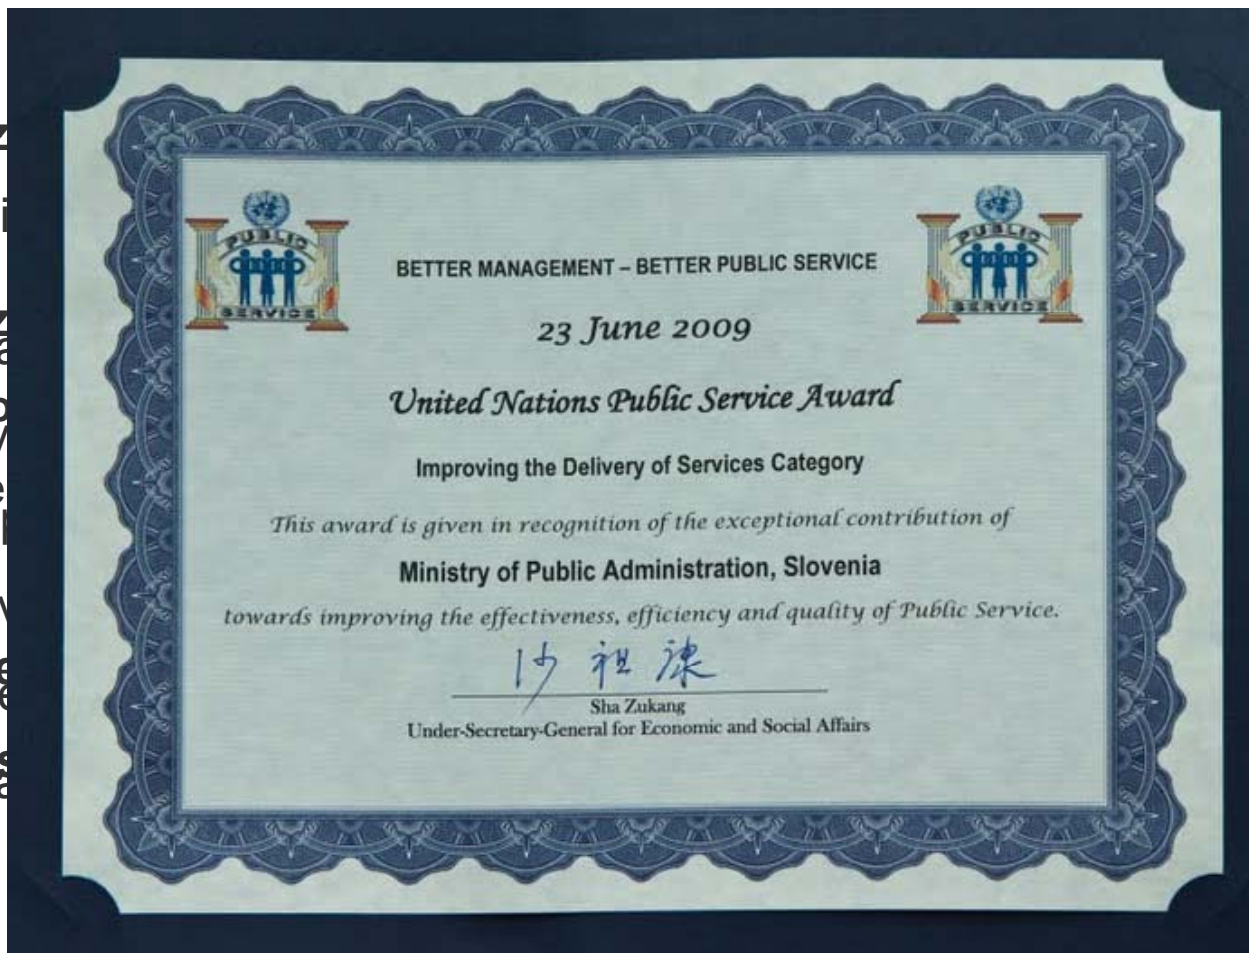 PUBLIC
SERVICE
PUBLIC
SERVICE
BETTER MANAGEMENT – BETTER PUBLIC SERVICE
23 June 2009
United Nations Public Service Award
Improving the Delivery of Services Category
This award is given in recognition of the exceptional contribution of
Ministry of Public Administration, Slovenia
towards improving the effectiveness, efficiency and quality of Public Service.
沙祖康
Sha Zukang
Under-Secretary-General for Economic and Social Affairs